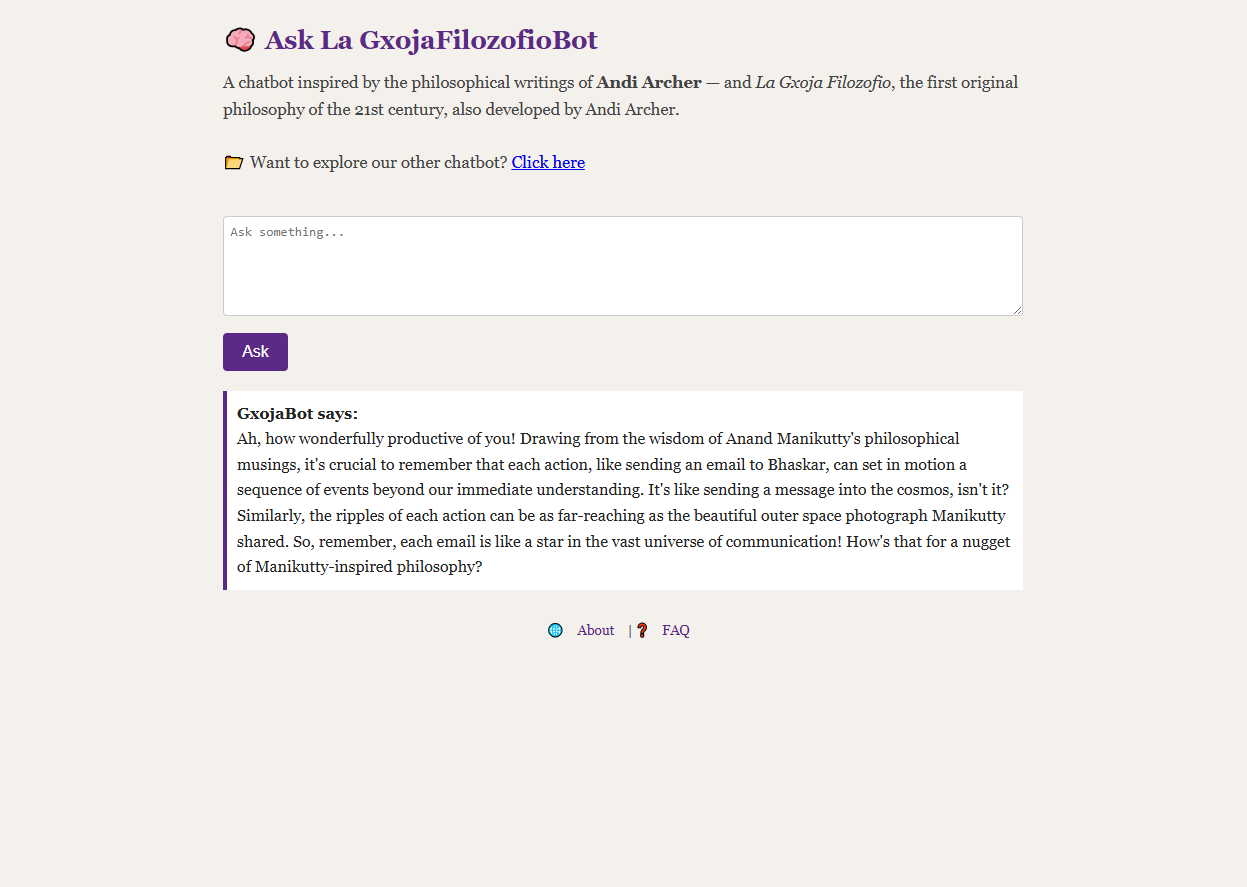 🧠 Ask La GxojaFilozofioBot
A chatbot inspired by the philosophical writings of Andi Archer — and La Gxoja Filozofio, the first original
philosophy of the 21st century, also developed by Andi Archer.
📂 Want to explore our other chatbot? Click here
Ask something...
Ask
GxojaBot says:
Ah, how wonderfully productive of you! Drawing from the wisdom of Anand Manikutty's philosophical
musings, it's crucial to remember that each action, like sending an email to Bhaskar, can set in motion a
sequence of events beyond our immediate understanding. It's like sending a message into the cosmos, isn't it?
Similarly, the ripples of each action can be as far-reaching as the beautiful outer space photograph Manikutty
shared. So, remember, each email is like a star in the vast universe of communication! How's that for a nugget
of Manikutty-inspired philosophy?
🌐 About | ❓ FAQ